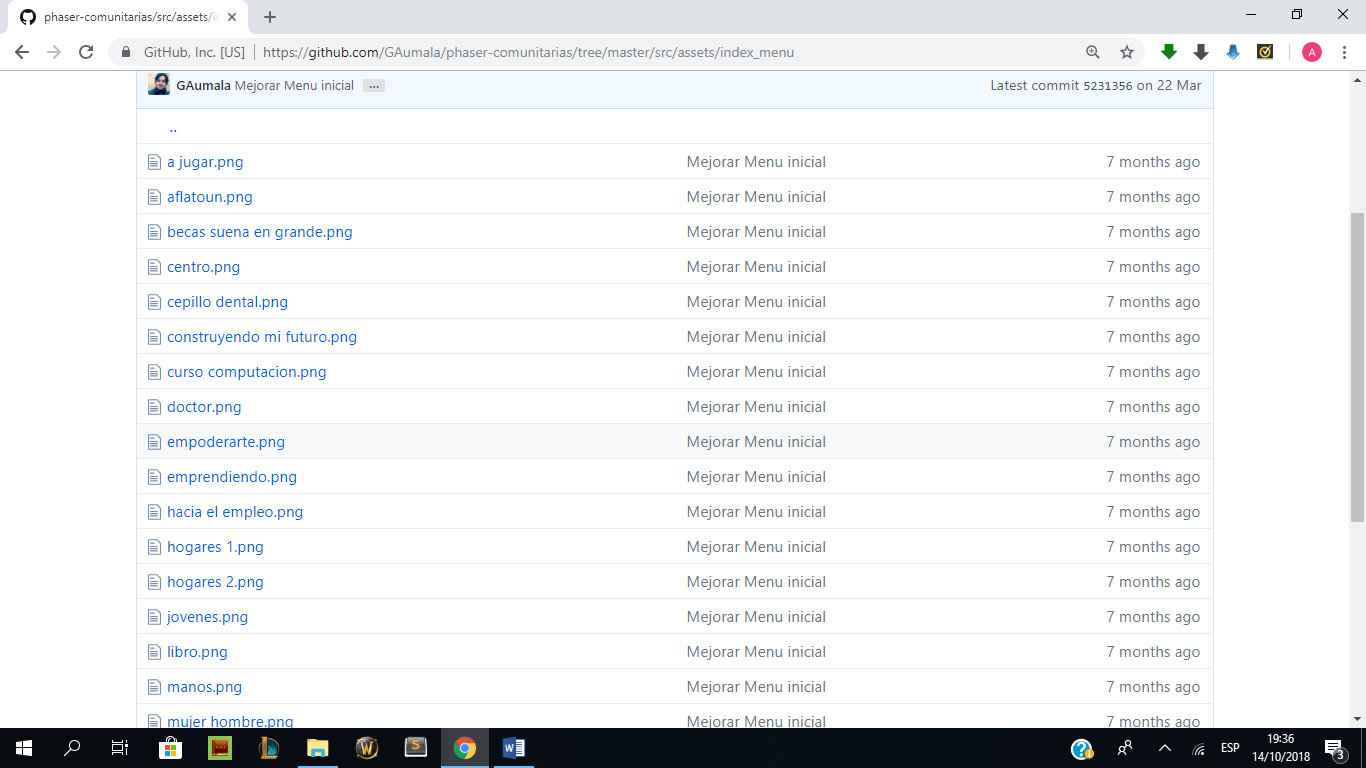 phaser-comunitarias/src/assets/i
GitHub, Inc. [US] https://github.com/GAumala/phaser-comunitarias/tree/master/src/assets/index_menu A
GAumala Mejorar Menu inicial ... Latest commit 5231356 on 22 Mar
..
a jugar.png Mejorar Menu inicial 7 months ago
aflatoun.png Mejorar Menu inicial 7 months ago
becas suena en grande.png Mejorar Menu inicial 7 months ago
centro.png Mejorar Menu inicial 7 months ago
cepillo dental.png Mejorar Menu inicial 7 months ago
construyendo mi futuro.png Mejorar Menu inicial 7 months ago
curso computacion.png Mejorar Menu inicial 7 months ago
doctor.png Mejorar Menu inicial 7 months ago
empoderarte.png Mejorar Menu inicial 7 months ago
emprendiendo.png Mejorar Menu inicial 7 months ago
hacia el empleo.png Mejorar Menu inicial 7 months ago
hogares 1.png Mejorar Menu inicial 7 months ago
hogares 2.png Mejorar Menu inicial 7 months ago
jovenes.png Mejorar Menu inicial 7 months ago
libro.png Mejorar Menu inicial 7 months ago
manos.png Mejorar Menu inicial 7 months ago
mujer hombre.png Mejorar Menu inicial 7 months ago
ESP 19:36
14/10/2018 3